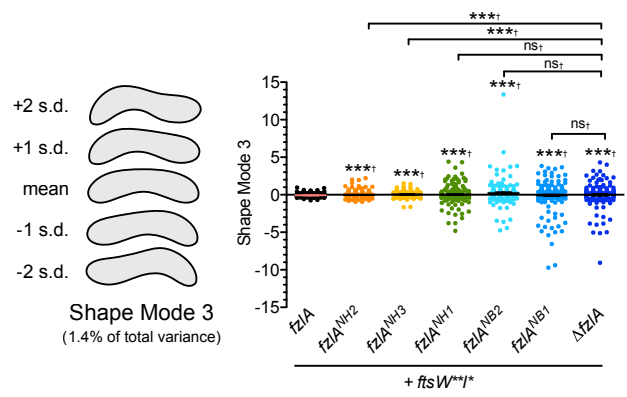 +2 s.d.
+1 s.d.
mean
-1 s.d.
-2 s.d.
Shape Mode 3
(1.4% of total variance)
***†
***†
ns†
ns†
ns†
***†
***†
***†
***†
***†
***†
Shape Mode 3
15
10
5
0
-5
-10
-15
fzlA
fzlA^NH2
fzlA^NH3
fzlA^NH1
fzlA^NB2
fzlA^NB1
ΔfzlA
+ ftsW**I*